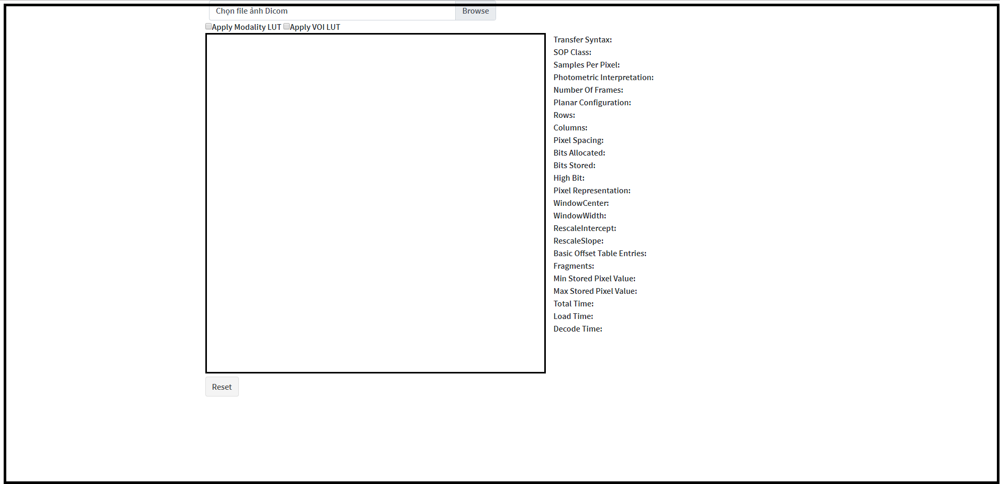 Chọn file ảnh Dicom Browse
Apply Modality LUT Apply VOI LUT
Transfer Syntax:
SOP Class:
Samples Per Pixel:
Photometric Interpretation:
Number Of Frames:
Planar Configuration:
Rows:
Columns:
Pixel Spacing:
Bits Allocated:
Bits Stored:
High Bit:
Pixel Representation:
WindowCenter:
WindowWidth:
RescaleIntercept:
RescaleSlope:
Basic Offset Table Entries:
Fragments:
Min Stored Pixel Value:
Max Stored Pixel Value:
Total Time:
Load Time:
Decode Time:
Reset